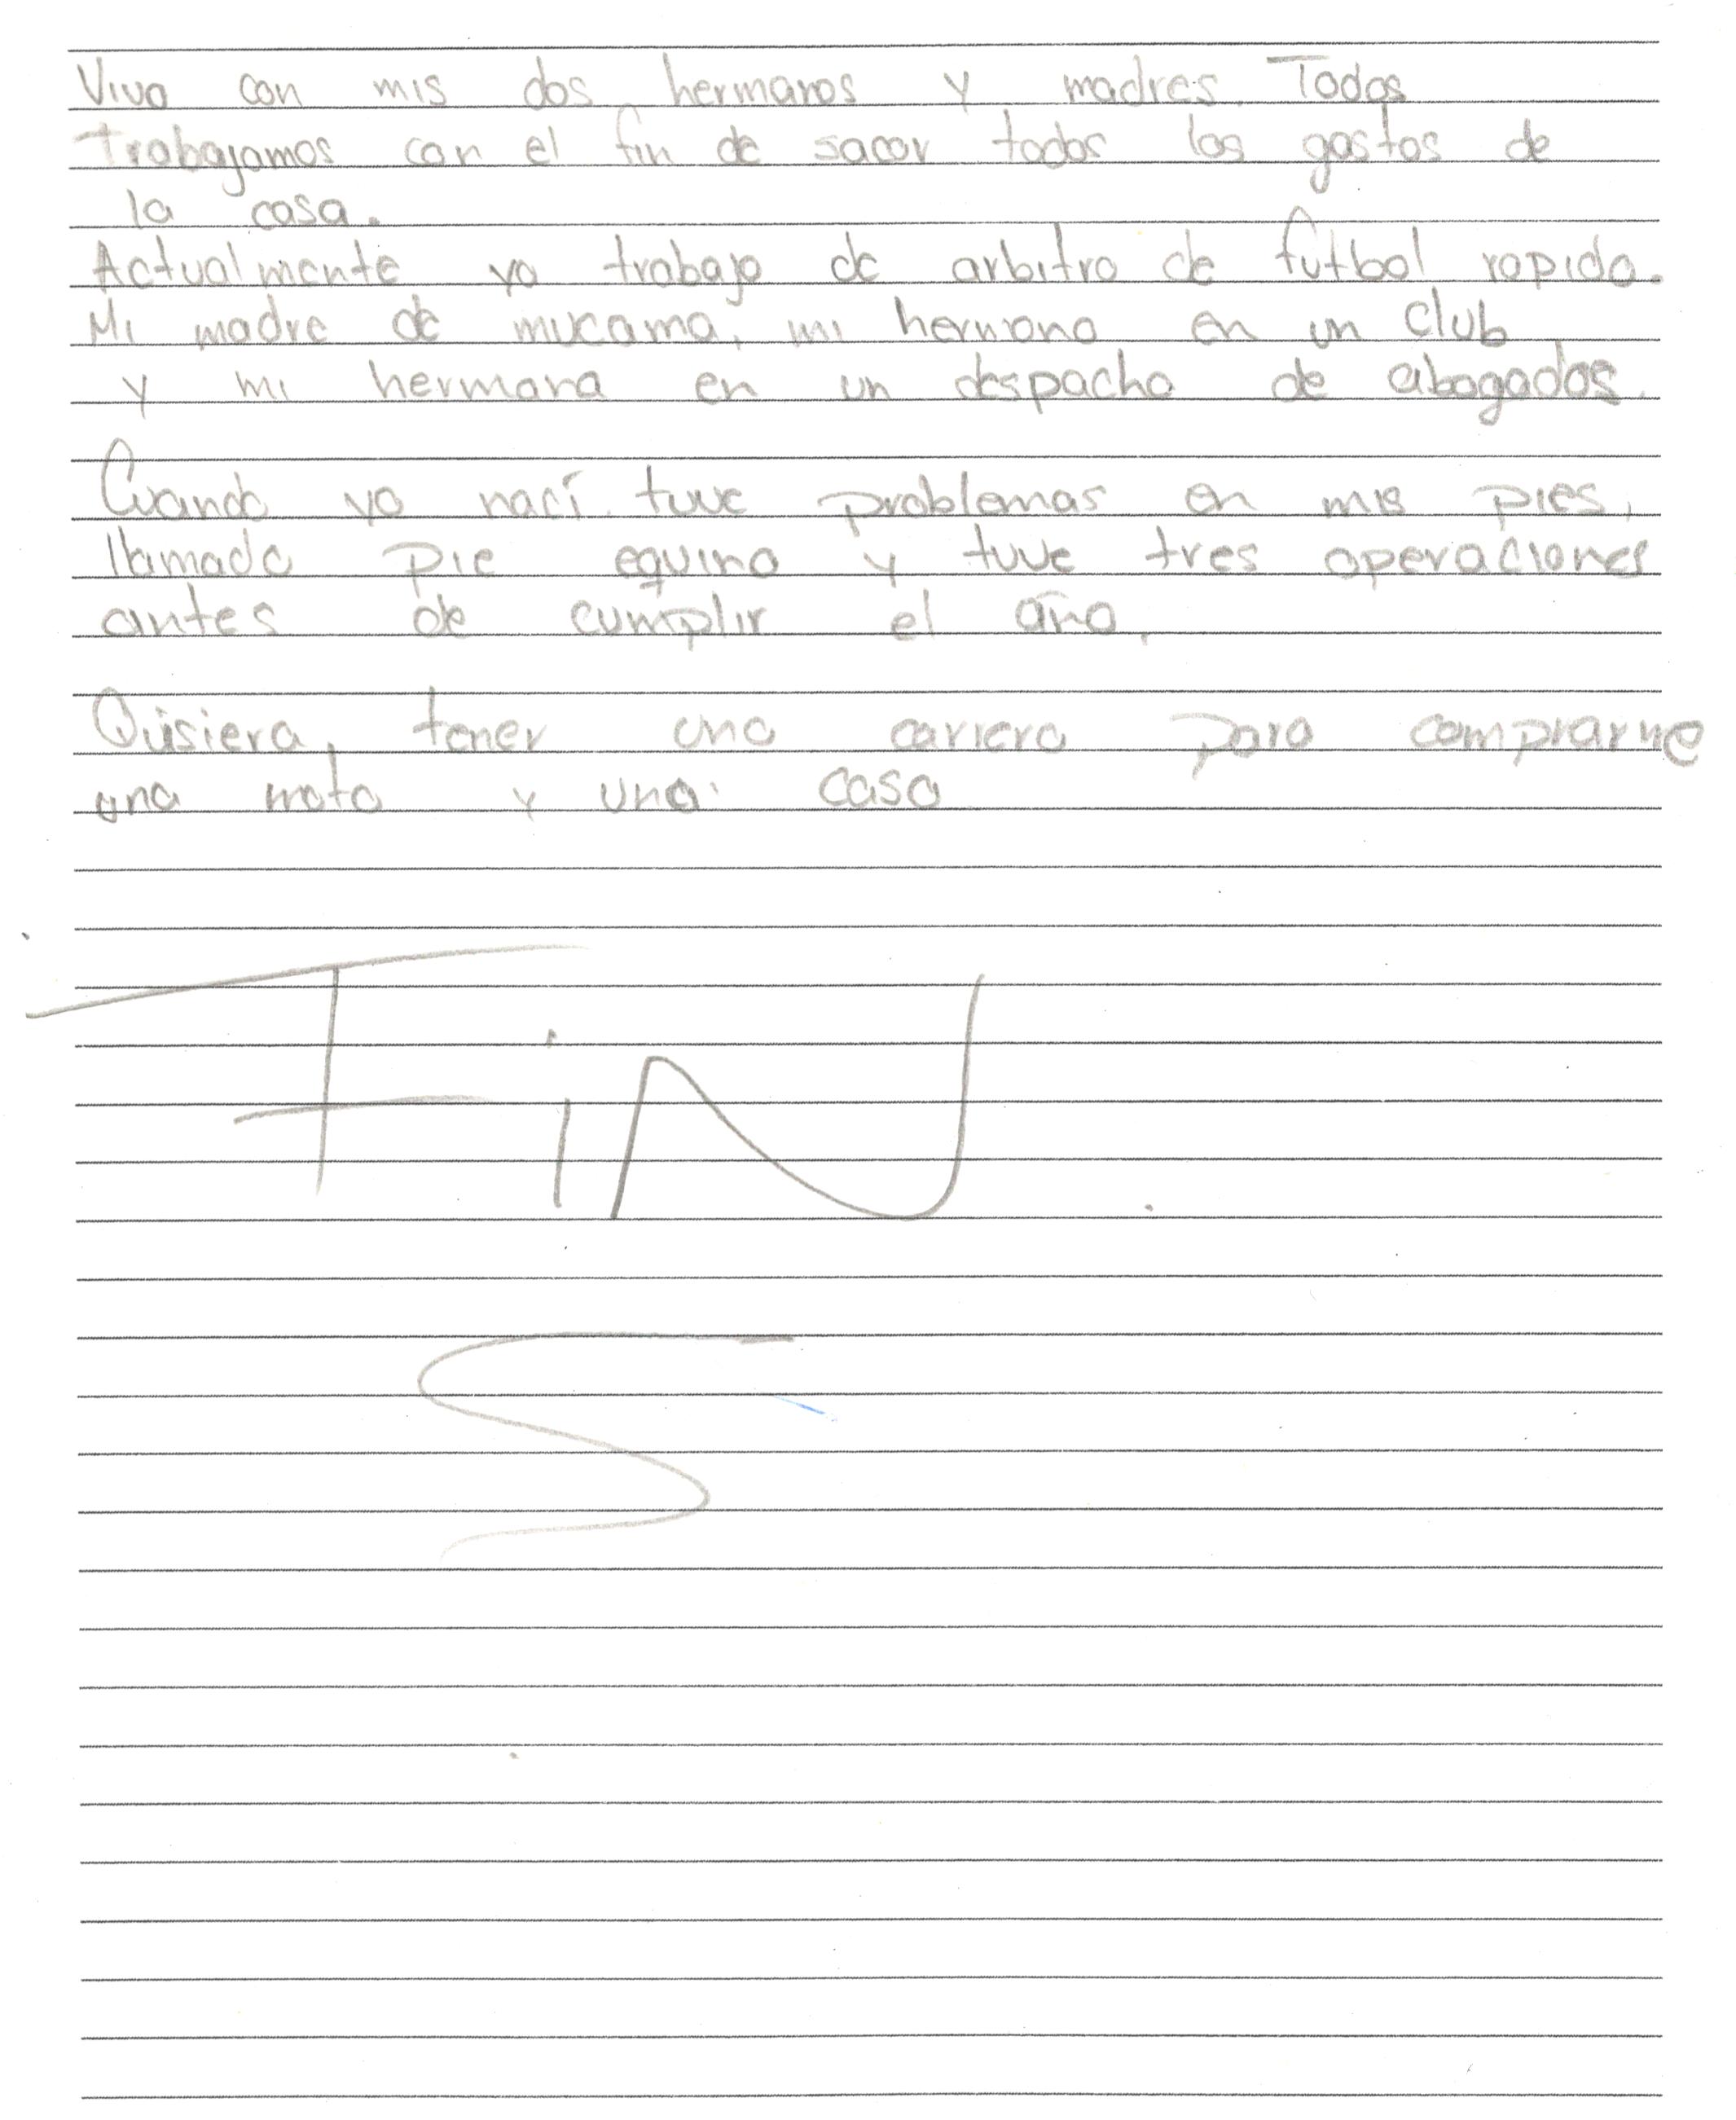 Vivo con mis dos hermanos y madres. Todos
trabajamos con el fin de sacar todos los gastos de
la casa.
Actualmente yo trabajo de arbitro de futbol rapido.
Mi madre de mucama, mi hermano en un club
y mi hermana en un despacho de abogados.
Cuando yo nací tuve problemas en mis pies,
llamado pie equino y tuve tres operaciones
antes de cumplir el año.
Quisiera, tener una carrera para comprarme
una moto y una casa
FiN
S